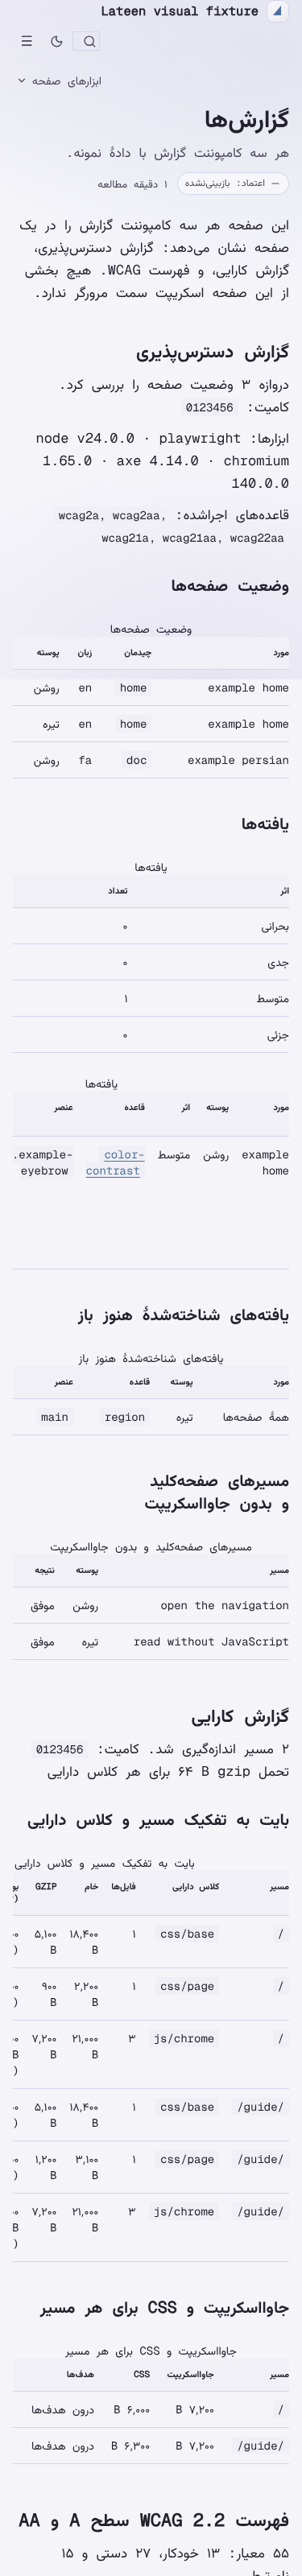 Lateen visual fixture
ابزارهای صفحه
گزارش‌ها
هر سه کامپوننت گزارش با دادهٔ نمونه.
— اعتماد: بازبینی‌نشده
۱ دقیقه مطالعه
این صفحه هر سه کامپوننت گزارش را در یک
صفحه نشان می‌دهد: گزارش دسترس‌پذیری،
گزارش کارایی، و فهرست WCAG. هیچ بخشی
از این صفحه اسکریپت سمت مرورگر ندارد.
گزارش دسترس‌پذیری
دروازه ۳ وضعیت صفحه را بررسی کرد.
کامیت: 0123456
ابزارها: node v24.0.0 · playwright
1.65.0 · axe 4.14.0 · chromium
140.0.0
قاعده‌های اجراشده: wcag2a, wcag2aa,
wcag21a, wcag21aa, wcag22aa
وضعیت صفحه‌ها
وضعیت صفحه‌ها
مورد چیدمان زبان پوسته
example home home en روشن
example home home en تیره
example persian doc fa روشن
یافته‌ها
یافته‌ها
اثر تعداد
بحرانی ۰
جدی ۰
متوسط ۱
جزئی ۰
یافته‌ها
مورد پوسته اثر قاعده عنصر
example home روشن متوسط color-contrast .example-eyebrow
یافته‌های شناخته‌شدهٔ هنوز باز
یافته‌های شناخته‌شدهٔ هنوز باز
مورد پوسته قاعده عنصر
همهٔ صفحه‌ها تیره region main
مسیرهای صفحه‌کلید
و بدون جاوااسکریپت
مسیرهای صفحه‌کلید و بدون جاوااسکریپت
مسیر پوسته نتیجه
open the navigation روشن موفق
read without JavaScript تیره موفق
گزارش کارایی
۲ مسیر اندازه‌گیری شد. کامیت: 0123456
تحمل ۶۴ B gzip برای هر کلاس دارایی
بایت به تفکیک مسیر و کلاس دارایی
بایت به تفکیک مسیر و کلاس دارایی
مسیر کلاس دارایی فایل‌ها خام GZIP
/ css/base ۱ ۱۸,۴۰۰ B ۵,۱۰۰ B
/ css/page ۱ ۲,۲۰۰ B ۹۰۰ B
/ js/chrome ۳ ۲۱,۰۰۰ B ۷,۲۰۰ B
/guide/ css/base ۱ ۱۸,۴۰۰ B ۵,۱۰۰ B
/guide/ css/page ۱ ۳,۱۰۰ B ۱,۲۰۰ B
/guide/ js/chrome ۳ ۲۱,۰۰۰ B ۷,۲۰۰ B
جاوااسکریپت و CSS برای هر مسیر
جاوااسکریپت و CSS برای هر مسیر
مسیر جاوااسکریپت CSS هدف‌ها
/ ۷,۲۰۰ B ۶,۰۰۰ B درون هدف‌ها
/guide/ ۷,۲۰۰ B ۶,۳۰۰ B درون هدف‌ها
فهرست WCAG 2.2 سطح A و AA
۵۵ معیار: ۱۳ خودکار، ۲۷ دستی و ۱۵